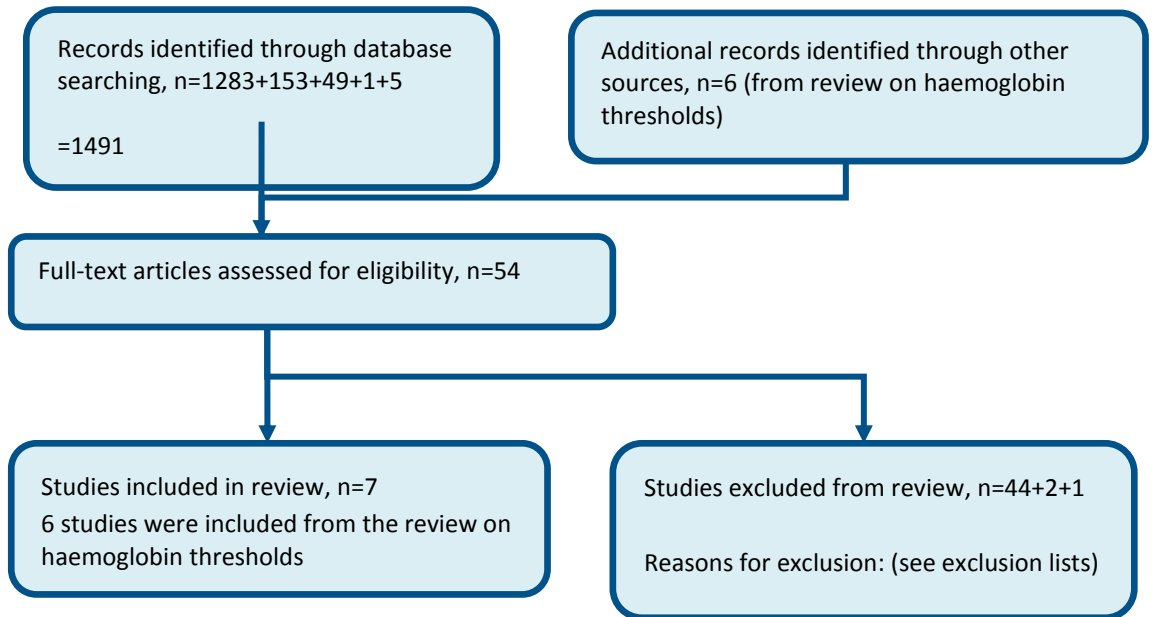 Records identified through database
searching, n=1283+153+49+1+5
=1491
Additional records identified through other
sources, n=6 (from review on haemoglobin
thresholds)
Full-text articles assessed for eligibility, n=54
Studies included in review, n=7
6 studies were included from the review on
haemoglobin thresholds
Studies excluded from review, n=44+2+1
Reasons for exclusion: (see exclusion lists)